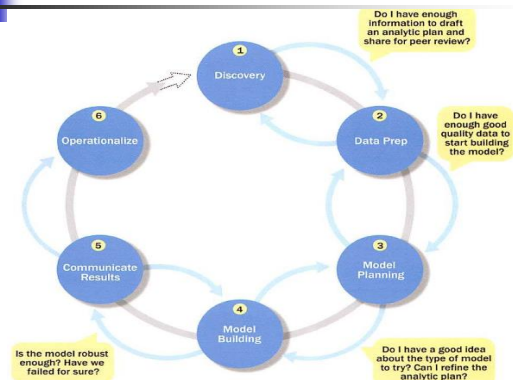 Do I have enough
information to draft
an analytic plan and
share for peer review?
1
Discovery
2
Data Prep
Do I have
enough good
quality data to
start building
the model?
3
Model
Planning
Do I have a good idea
about the type of model
to try? Can I refine the
analytic plan?
4
Model
Building
Is the model robust
enough? Have we
failed for sure?
5
Communicate
Results
6
Operationalize